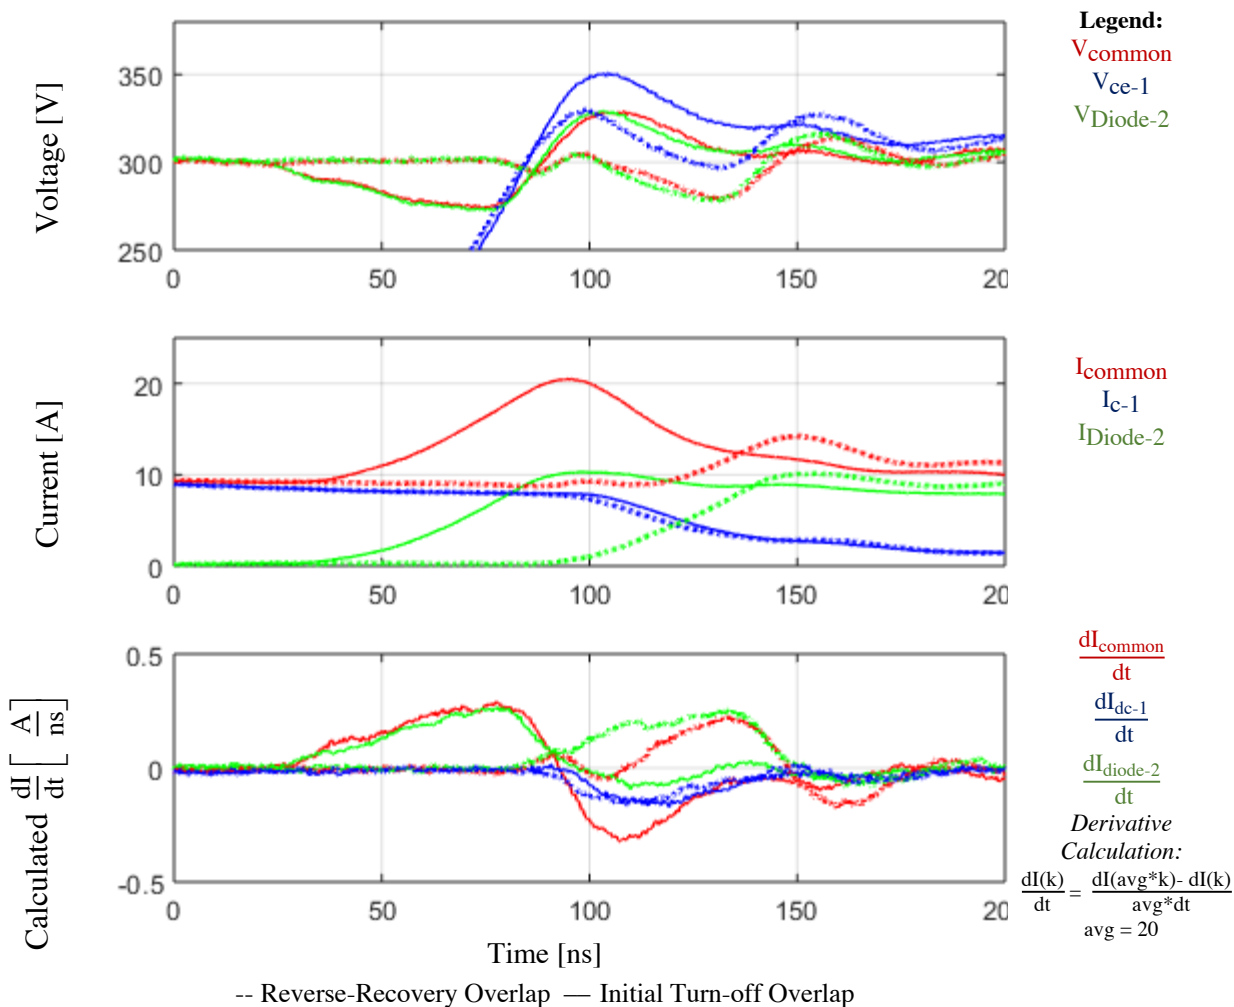 Legend:
Vcommon
Vce-1
VDiode-2
Voltage [V]
350
300
250
0 50 100 150 20
Icommon
Ic-1
IDiode-2
Current [A]
20
10
0
0 50 100 150 20
dIcommon
dt
dIdc-1
dt
dIdiode-2
dt
Derivative
Calculation:
dI(k)/dt = dI(avg*k)- dI(k)/avg*dt
avg = 20
Calculated dI/dt [A/ns]
0.5
0
-0.5
0 50 100 150 20
Time [ns]
-- Reverse-Recovery Overlap — Initial Turn-off Overlap